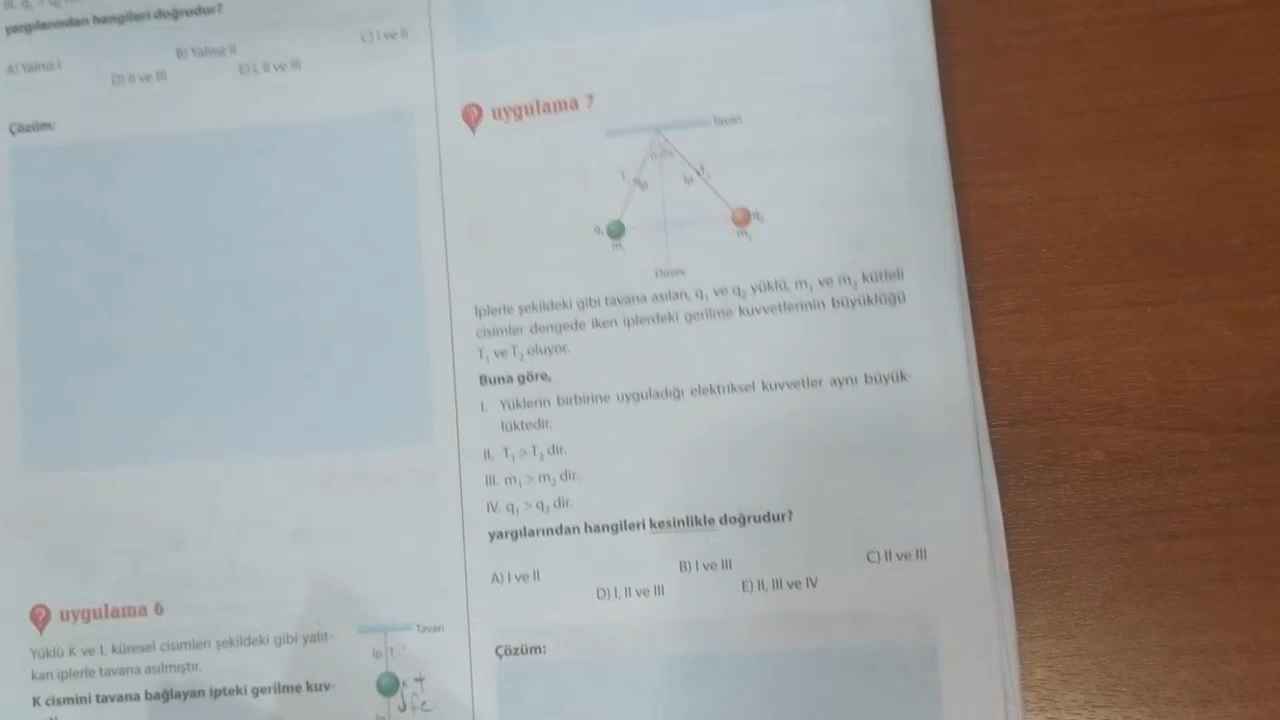 yargılarından hangileri doğrudur?
A) Yalnız I
B) Yalnız II
C) I ve II
D) II ve III
E) I, II ve III
Çözüm:
uygulama 6
Yüklü K ve L küresel cisimleri şekildeki gibi yalıt-
kan iplerle tavana asılmıştır.
K cismini tavana bağlayan ipteki gerilme kuv-
Tavan
İp
K +
uygulama 7
Tavan
İp
İp
q₁
m₁
q₂
m₂
Düşey
İplerle şekildeki gibi tavana asılan, q₁ ve q₂ yüklü, m₁ ve m₂ kütleli
cisimler dengede iken iplerdeki gerilme kuvvetlerinin büyüklüğü
T₁ ve T₂ oluyor.
Buna göre,
I. Yüklerin birbirine uyguladığı elektriksel kuvvetler aynı büyük-
lüktedir.
II. T₁ > T₂ dir.
III. m₁ > m₂ dir.
IV. q₁ > q₂ dir.
yargılarından hangileri kesinlikle doğrudur?
A) I ve II
B) I ve III
C) II ve III
D) I, II ve III
E) II, III ve IV
Çözüm: